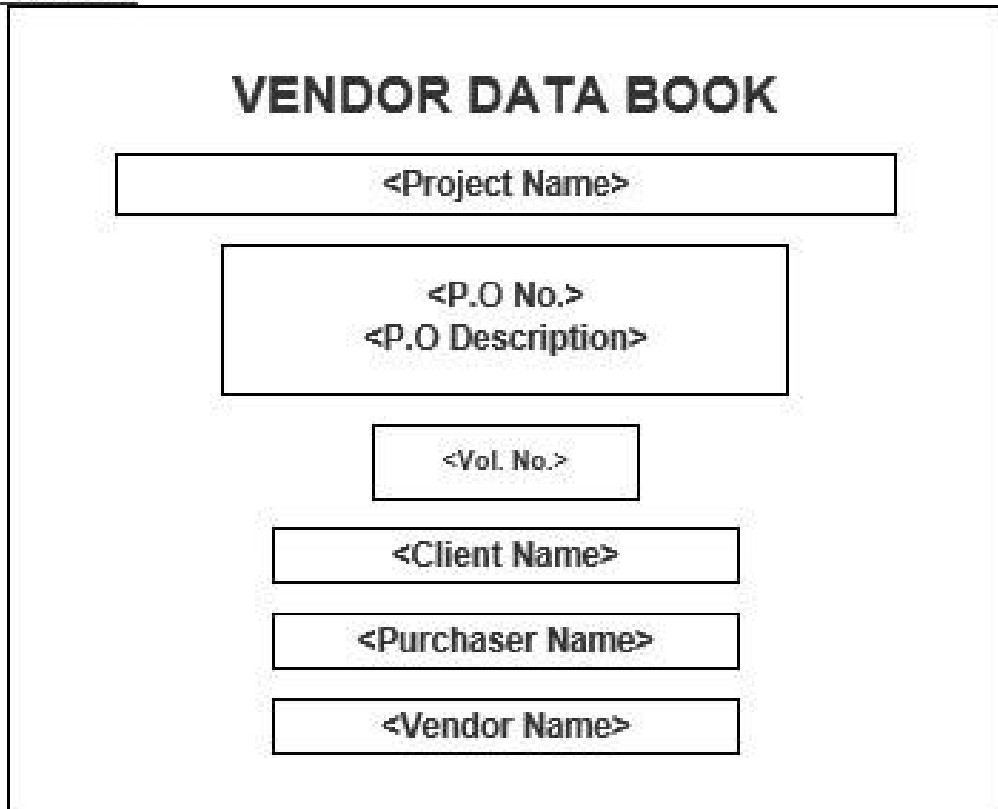 VENDOR DATA BOOK
<Project Name>
<P.O No.>
<P.O Description>
<Vol. No.>
<Client Name>
<Purchaser Name>
<Vendor Name>